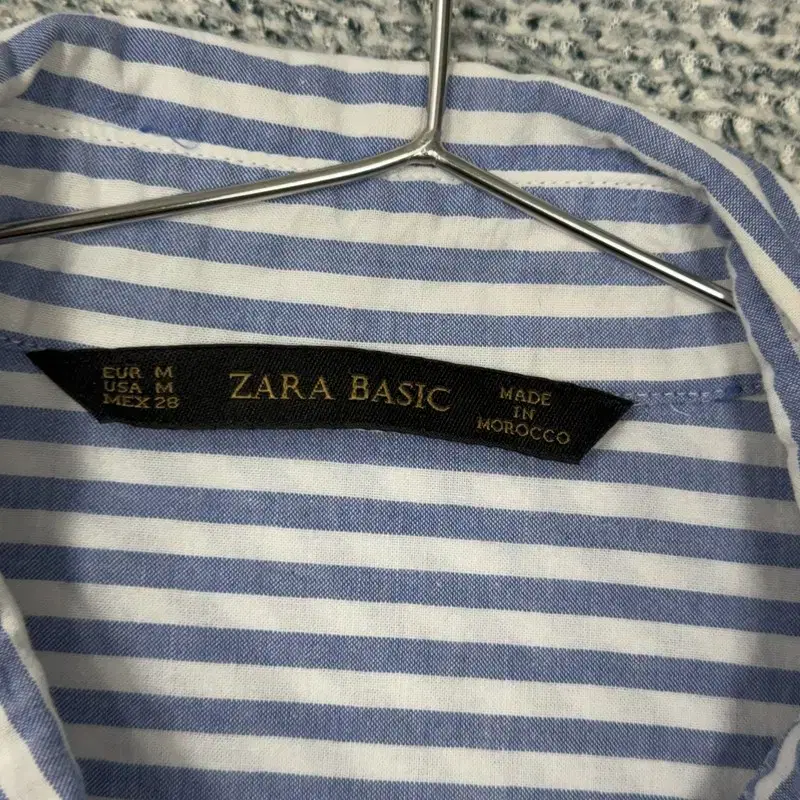 EUR M
USA M
MEX 28
ZARA BASIC
MADE
IN
MOROCCO